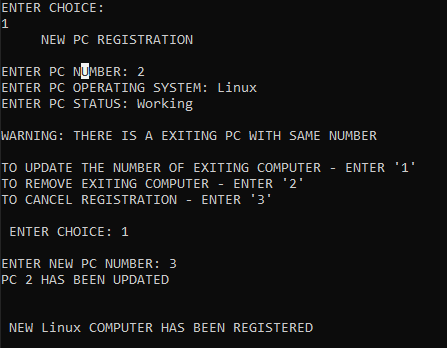 ENTER CHOICE:
1
NEW PC REGISTRATION
ENTER PC NUMBER: 2
ENTER PC OPERATING SYSTEM: Linux
ENTER PC STATUS: Working
WARNING: THERE IS A EXITING PC WITH SAME NUMBER
TO UPDATE THE NUMBER OF EXITING COMPUTER - ENTER '1'
TO REMOVE EXITING COMPUTER - ENTER '2'
TO CANCEL REGISTRATION - ENTER '3'
ENTER CHOICE: 1
ENTER NEW PC NUMBER: 3
PC 2 HAS BEEN UPDATED
NEW Linux COMPUTER HAS BEEN REGISTERED